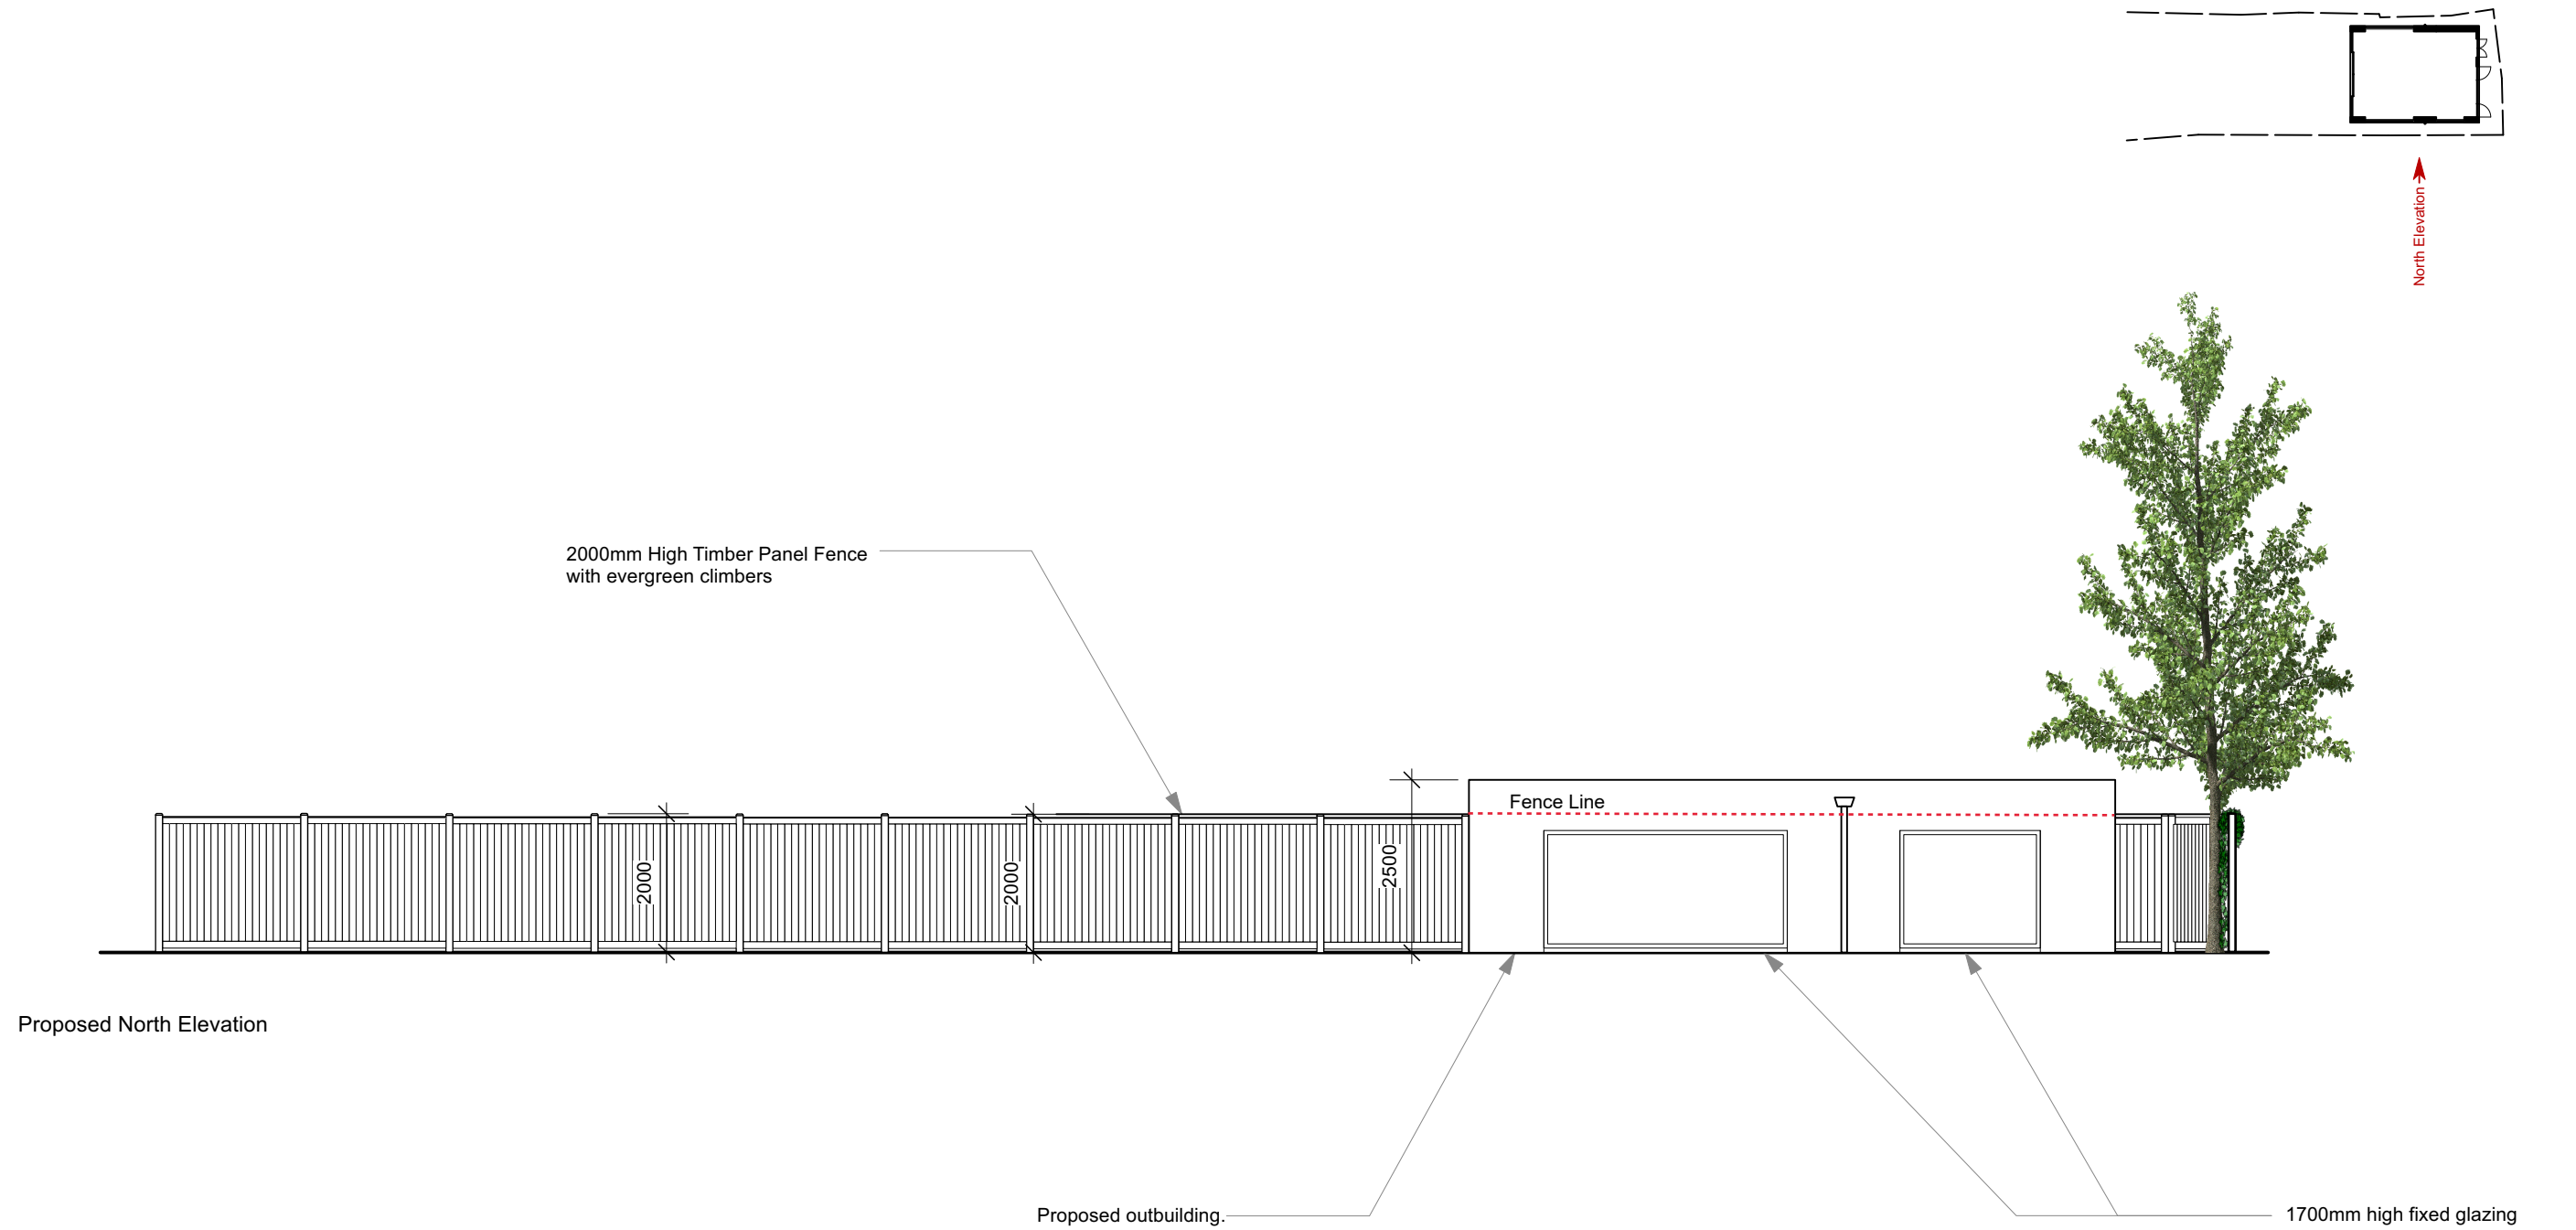 North Elevation
2000mm High Timber Panel Fence
with evergreen climbers
Fence Line
2000
2000
2500
Proposed North Elevation
Proposed outbuilding.
1700mm high fixed glazing